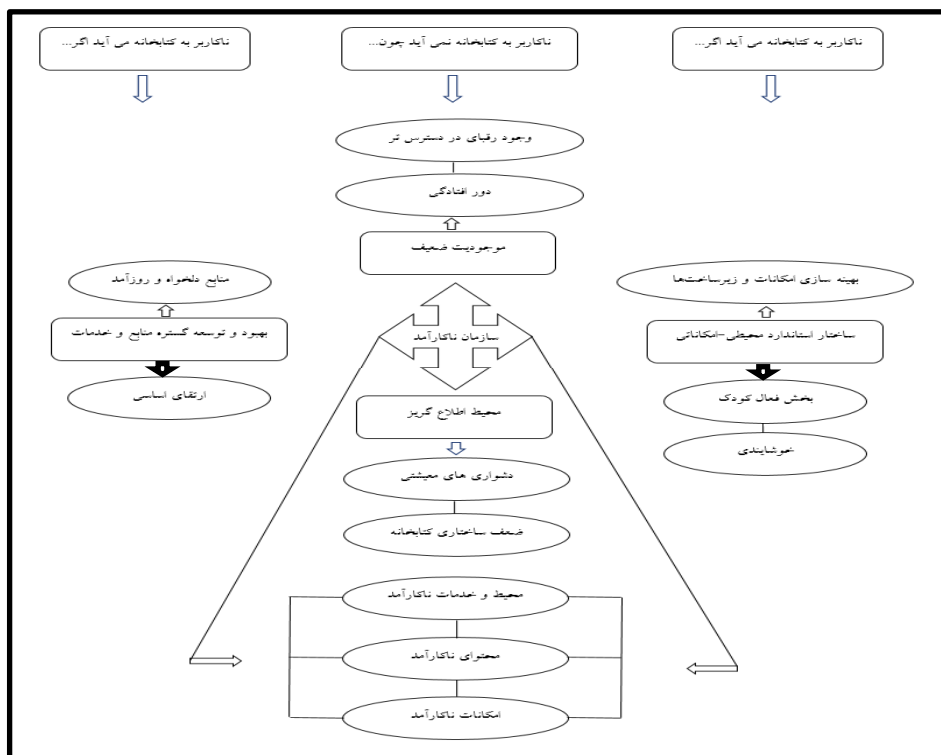 ناکاربر به کتابخانه می آید اگر...
ناکاربر به کتابخانه نمی آید چون...
ناکاربر به کتابخانه می آید اگر...
وجود رقبای در دسترس تر
دور افتادگی
موجودیت ضعیف
بهینه سازی امکانات و زیرساخت‌ها
منابع دلخواه و روزآمد
ساختار استاندارد محیطی-امکاناتی
سازمان ناکارآمد
بهبود و توسعه گستره منابع و خدمات
بخش فعال کودک
ارتقای اساسی
محیط اطلاع گریز
خوشایندی
دشواری های معیشتی
ضعف ساختاری کتابخانه
محیط و خدمات ناکارآمد
محتوای ناکارآمد
امکانات ناکارآمد